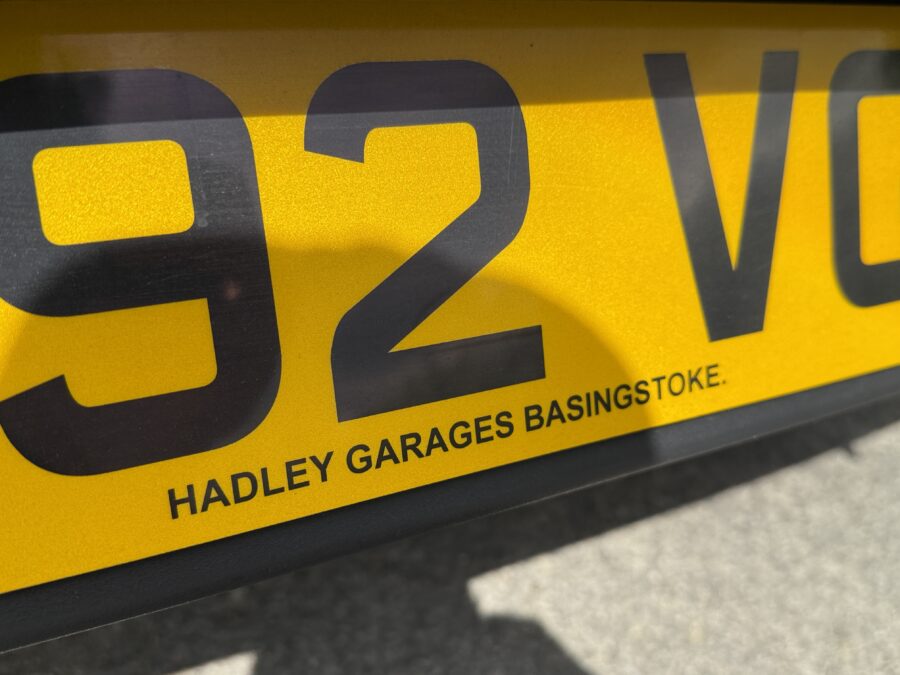 92 V
HADLEY GARAGES BASINGSTOKE.